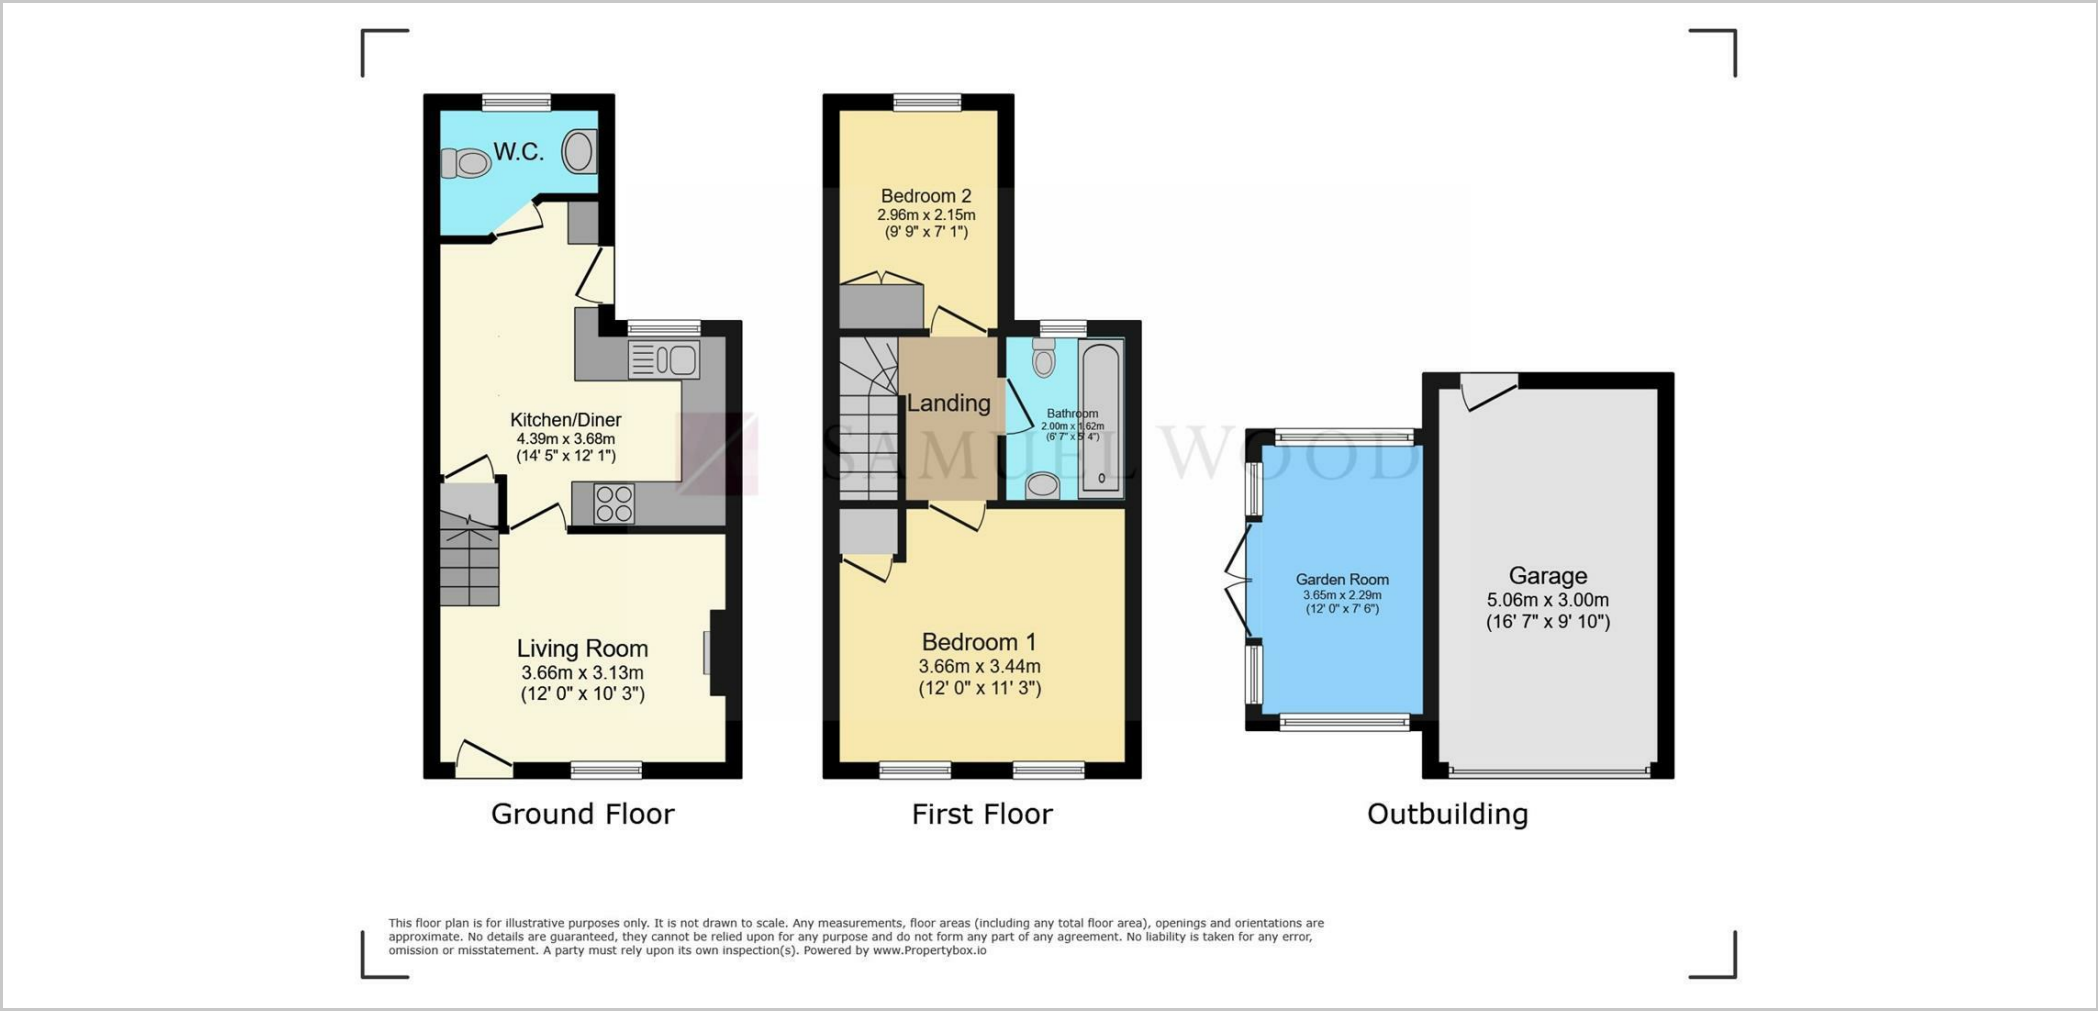 W.C.
Kitchen/Diner
4.39m x 3.68m
(14' 5" x 12' 1")
Living Room
3.66m x 3.13m
(12' 0" x 10' 3")
Ground Floor
Bedroom 2
2.96m x 2.15m
(9' 9" x 7' 1")
Landing
Bathroom
2.00m x 1.62m
(6' 7" x 5' 4")
Bedroom 1
3.66m x 3.44m
(12' 0" x 11' 3")
First Floor
SAMUEL WOOD
Garden Room
3.65m x 2.29m
(12' 0" x 7' 6")
Garage
5.06m x 3.00m
(16' 7" x 9' 10")
Outbuilding
This floor plan is for illustrative purposes only. It is not drawn to scale. Any measurements, floor areas (including any total floor area), openings and orientations are
approximate. No details are guaranteed, they cannot be relied upon for any purpose and do not form any part of any agreement. No liability is taken for any error,
omission or misstatement. A party must rely upon its own inspection(s). Powered by www.Propertybox.io